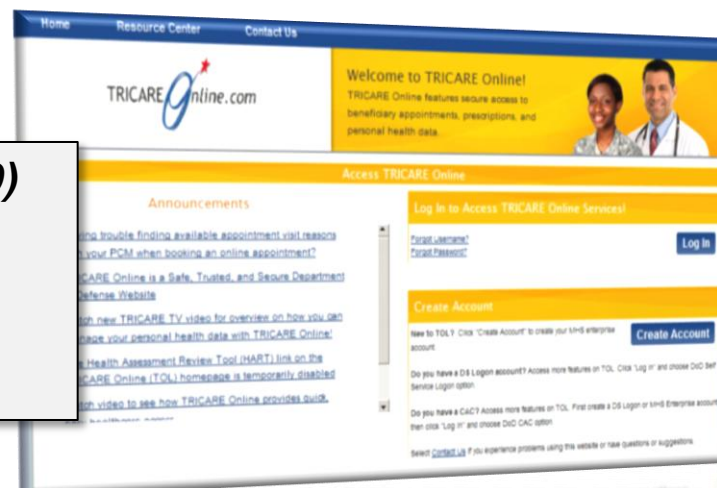 Home Resource Center Contact Us
TRICARE Online.com
Welcome to TRICARE Online!
TRICARE Online features secure access to
beneficiary appointments, prescriptions, and
personal health data.
)
Access TRICARE Online
Announcements
trouble finding available appointment visit reasons
your PCM when booking an online appointment?
CARE Online is a Safe, Trusted, and Secure Department
Defense Website
new TRICARE TV video for overview on how you can
your personal health data with TRICARE Online!
Health Assessment Review Tool (HART) link on the
CARE Online (TOL) homepage is temporarily disabled
video to see how TRICARE Online provides quick,
Log In to Access TRICARE Online Services!
Forgot Username?
Forgot Password?
Log In
Create Account
New to TOL? Click "Create Account" to create your MHS enterprise
account.
Create Account
Do you have a DS Logon account? Access more features on TOL. Click "Log in" and choose DoD Self
Service Logon option.
Do you have a CAC? Access more features on TOL. First create a DS Logon or MHS Enterprise account
then click "Log in" and choose DoD CAC option.
Select Contact Us if you experience problems using this website or have questions or suggestions.